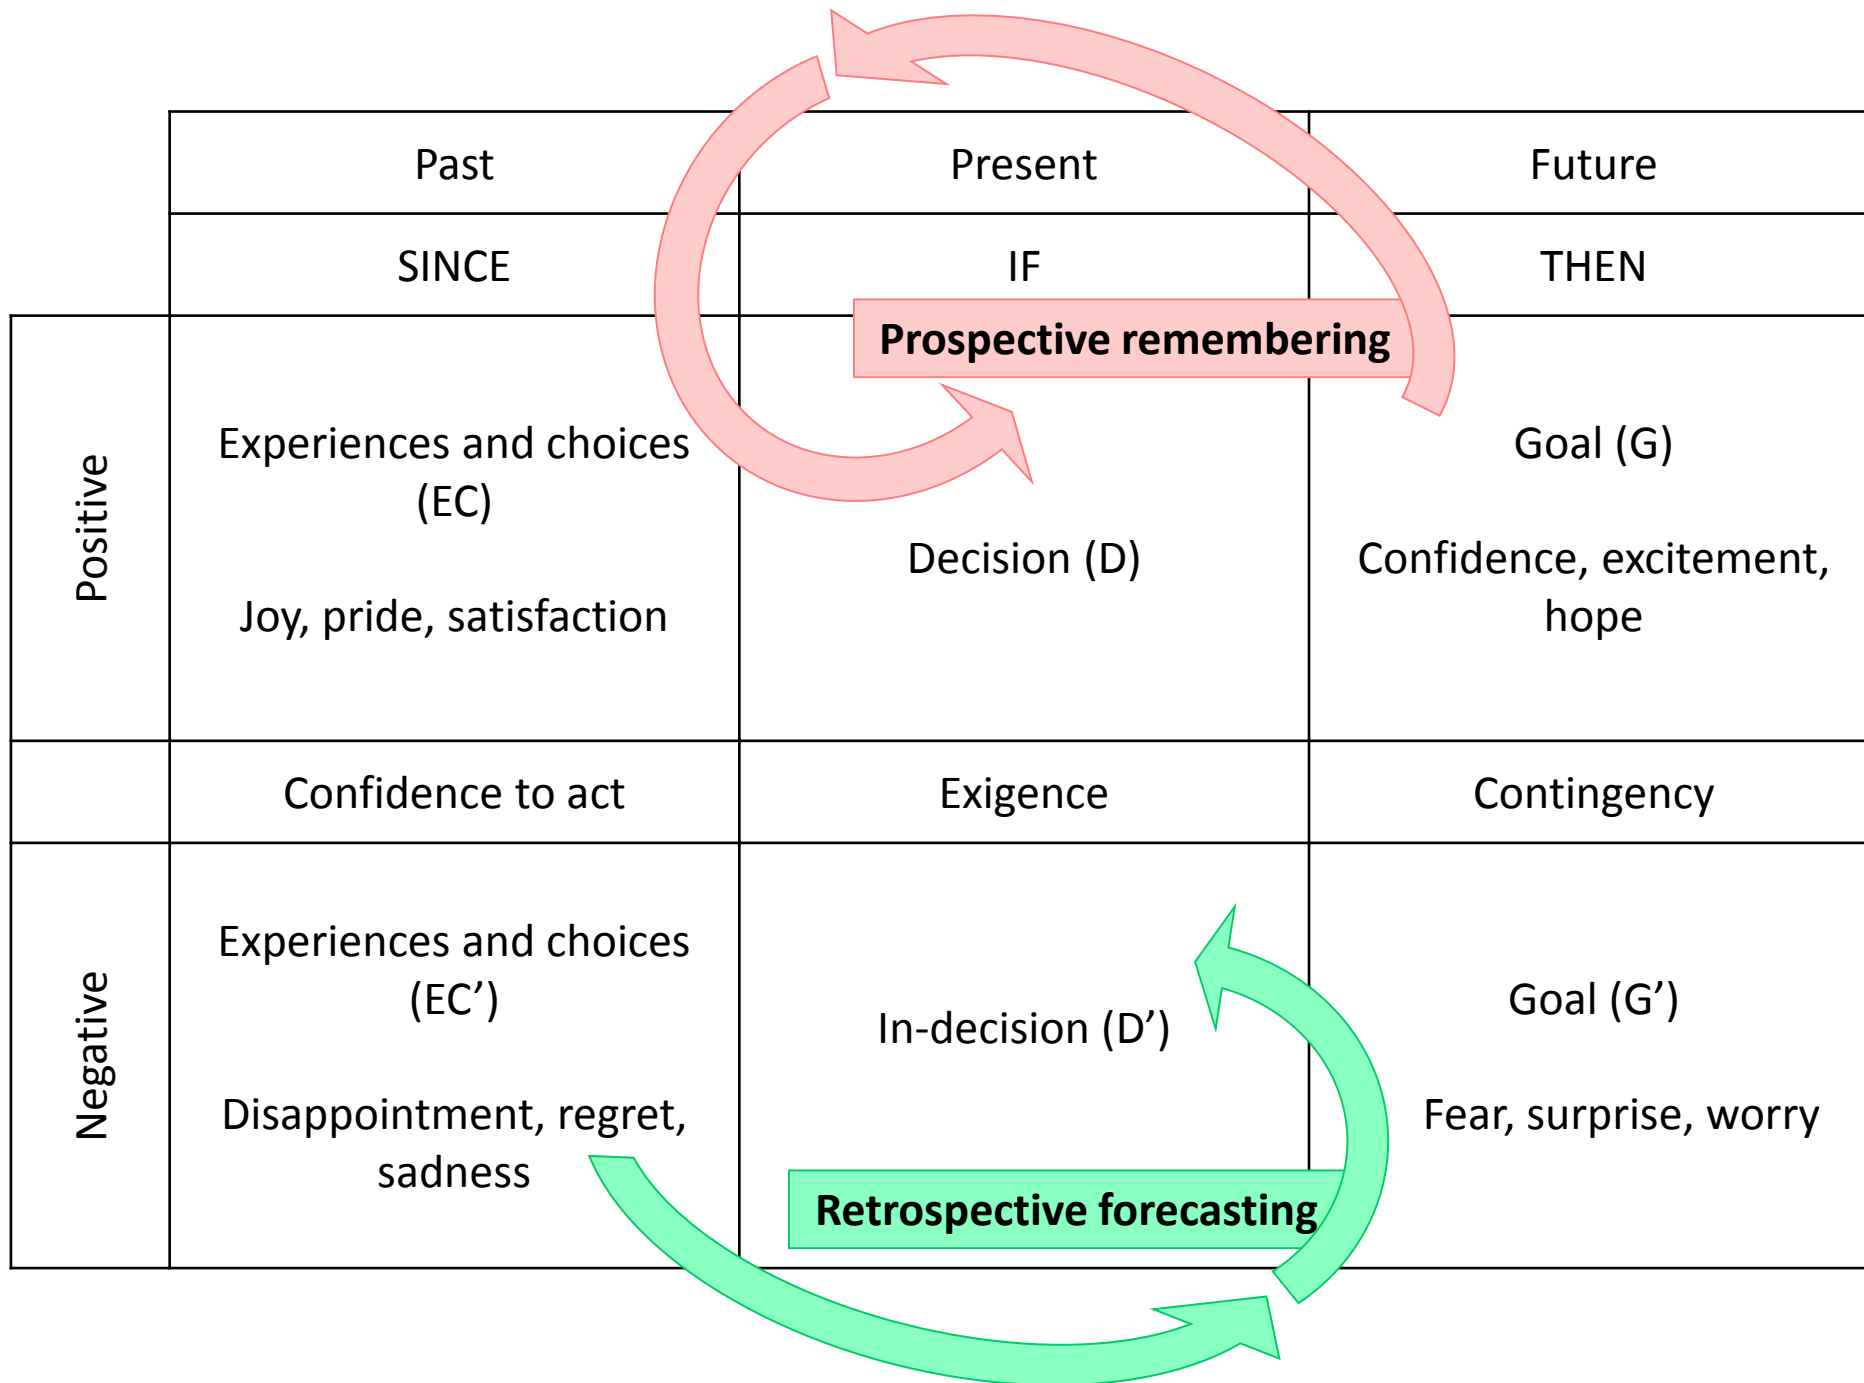 Past
Present
Future
SINCE
IF
THEN
Prospective remembering
Positive
Experiences and choices
(EC)
Joy, pride, satisfaction
Decision (D)
Goal (G)
Confidence, excitement,
hope
Confidence to act
Exigence
Contingency
Negative
Experiences and choices
(EC’)
Disappointment, regret,
sadness
In-decision (D’)
Goal (G’)
Fear, surprise, worry
Retrospective forecasting